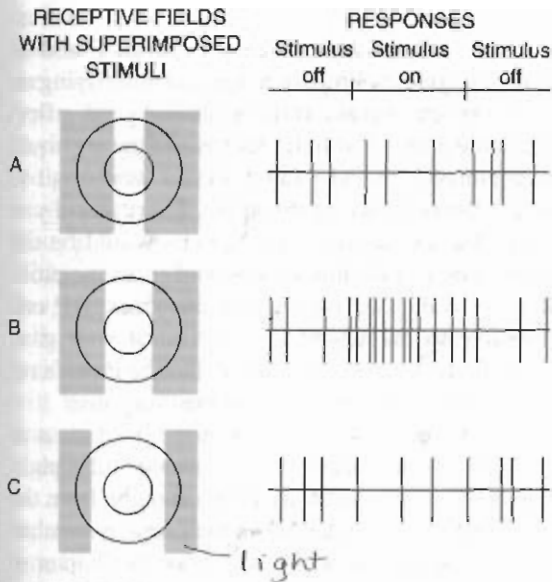 RECEPTIVE FIELDS
WITH SUPERIMPOSED
STIMULI
RESPONSES
Stimulus off
Stimulus on
Stimulus off
A
B
C
light